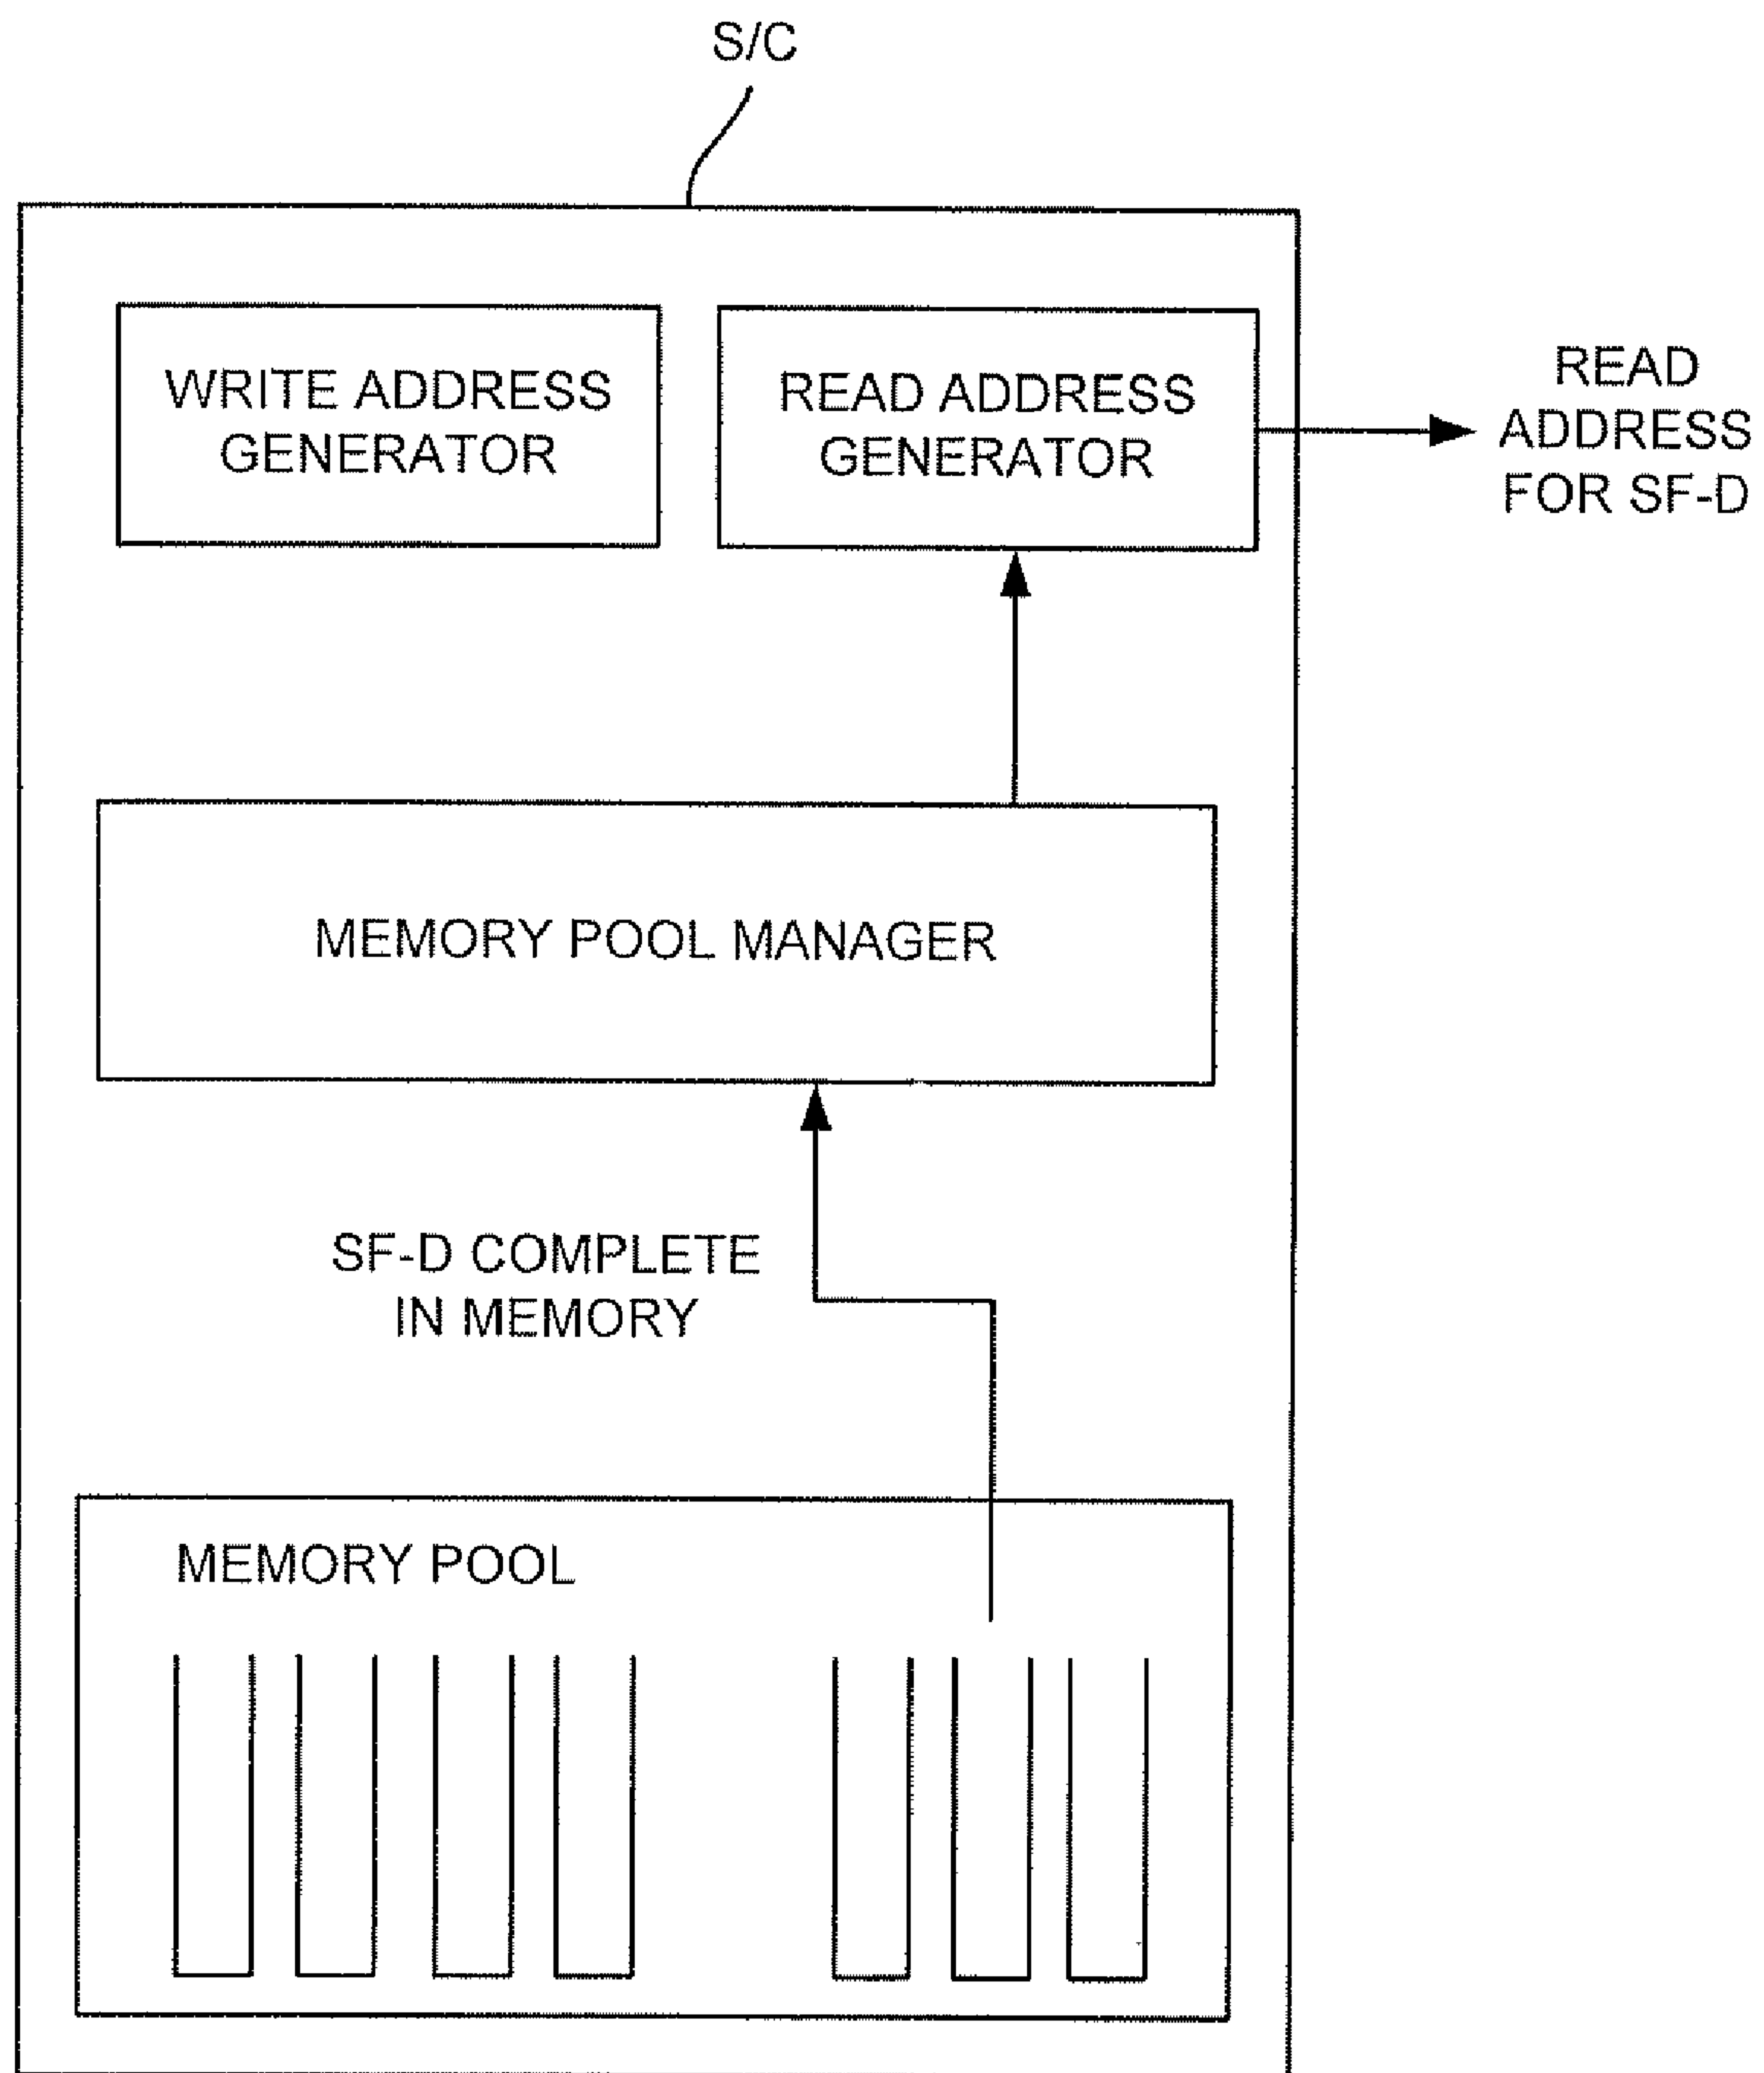 S/C
WRITE ADDRESS
GENERATOR
READ ADDRESS
GENERATOR
READ
ADDRESS
FOR SF-D
MEMORY POOL MANAGER
SF-D COMPLETE
IN MEMORY
MEMORY POOL